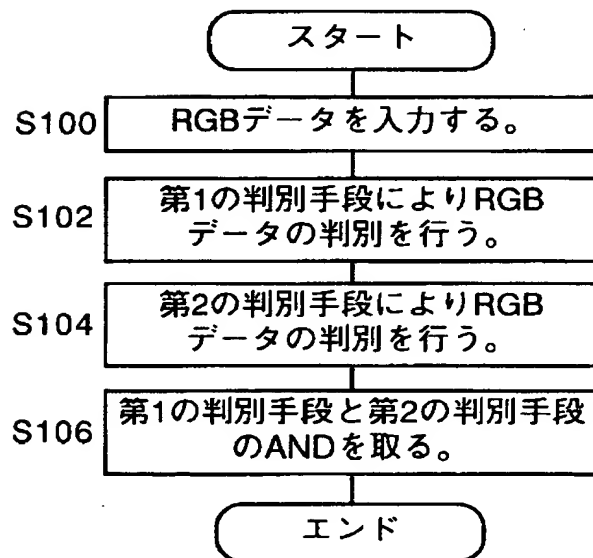 スタート
S100
RGBデータを入力する。
S102
第1の判別手段によりRGB
データの判別を行う。
S104
第2の判別手段によりRGB
データの判別を行う。
S106
第1の判別手段と第2の判別手段
のANDを取る。
エンド